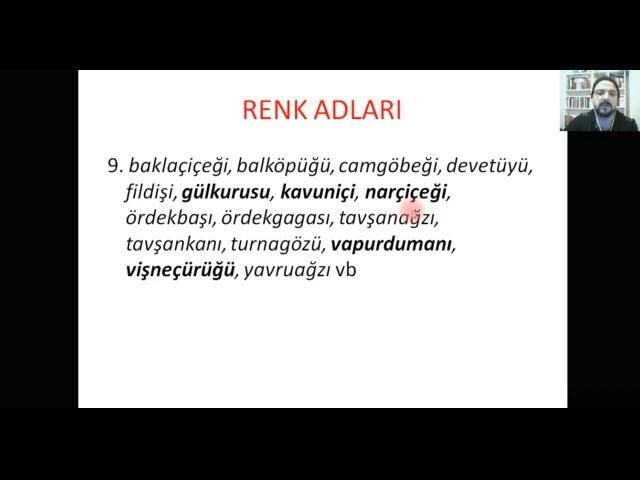 RENK ADLARI
9. baklaçiçeği, balköpüğü, camgöbeği, devetüyü,
fildişi, gülkurusu, kavuniçi, narçiçeği,
ördekbaşı, ördekgagası, tavşanağzı,
tavşankanı, turnagözü, vapurdumanı,
vişneçürüğü, yavruağzı vb